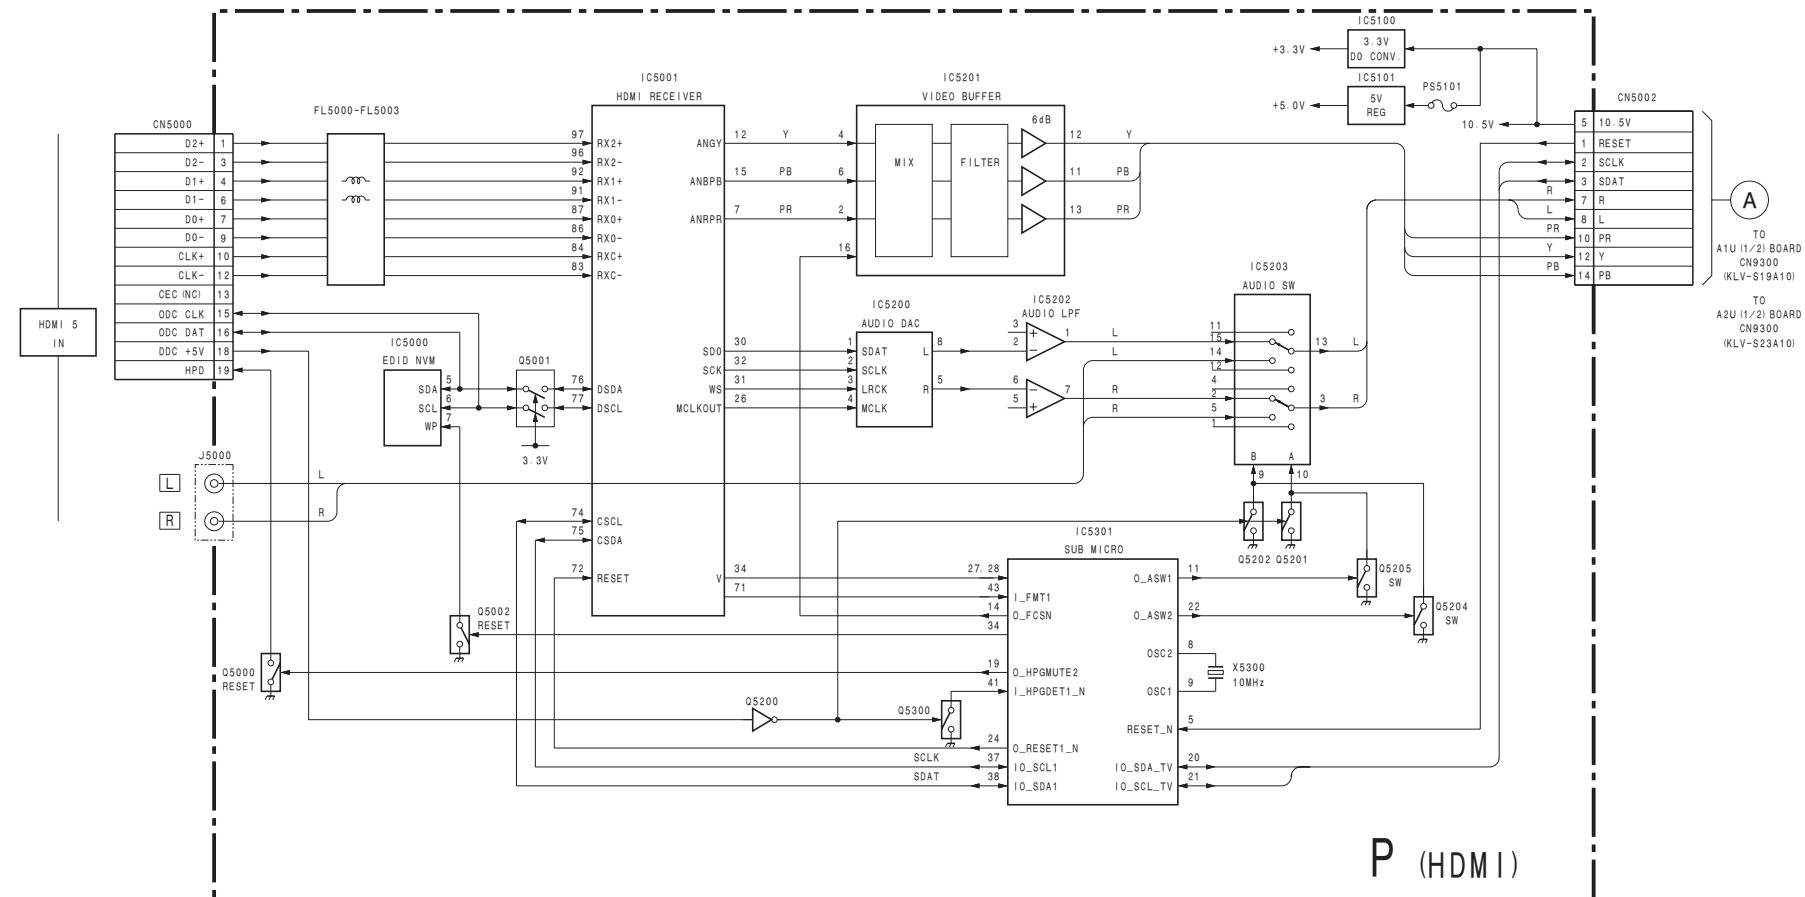 IC5100
+3.3V
3.3V
DO CONV.
IC5101
+5.0V
5V
REG
PS5101
10.5V
CN5002
5 10.5V
1 RESET
2 SCLK
3 SDAT
R 7 R
L 8 L
PR 10 PR
Y 12 Y
PB 14 PB
A
TO
A1U (1/2) BOARD
CN9300
(KLV-S19A10)
TO
A2U (1/2) BOARD
CN9300
(KLV-S23A10)
HDMI 5
IN
CN5000
D2+ 1
D2- 3
D1+ 4
D1- 6
D0+ 7
D0- 9
CLK+ 10
CLK- 12
CEC (NC) 13
ODC CLK 15
ODC DAT 16
DDC +5V 18
HPD 19
FL5000-FL5003
IC5001
HDMI RECEIVER
97 RX2+
96 RX2-
92 RX1+
91 RX1-
87 RX0+
86 RX0-
84 RXC+
83 RXC-
76 DSDA
77 DSCL
74 CSCL
75 CSDA
72 RESET
ANGY 12 Y
ANBPB 15 PB
ANRPR 7 PR
SDO 30
SCK 32
WS 31
MCLKOUT 26
V 34
71
IC5201
VIDEO BUFFER
4
6
2
16
MIX
FILTER
6dB
12 Y
11 PB
13 PR
IC5000
EDID NVM
SDA 5
SCL 6
WP 7
Q5001
3.3V
IC5200
AUDIO DAC
1 SDAT
2 SCLK
3 LRCK
4 MCLK
L 8
R 5
IC5202
AUDIO LPF
3 +
2 -
1 L
6 -
5 +
7 R
L
R
IC5203
AUDIO SW
11
15
14
12
4
2
5
1
13 L
3 R
B
A
9
10
J5000
L
R
L
R
Q5202
Q5201
Q5205
SW
Q5204
SW
IC5301
SUB MICRO
27. 28
43 I_FMT1
14 O_FCSN
34
19 O_HPGMUTE2
41 I_HPGDET1_N
24 O_RESET1_N
SCLK 37 IO_SCL1
SDAT 38 IO_SDA1
O_ASW1 11
O_ASW2 22
OSC2 8
OSC1 9
RESET_N 5
IO_SDA_TV 20
IO_SCL_TV 21
X5300
10MHz
Q5002
RESET
Q5000
RESET
Q5200
Q5300
P (HDMI)